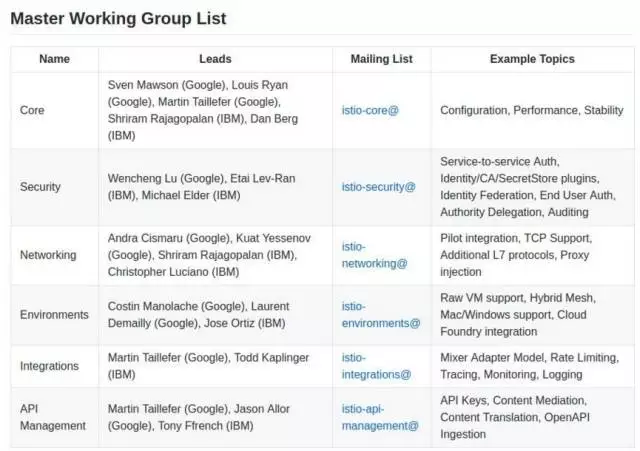 Master Working Group List
Name Leads Mailing List Example Topics
Core
Sven Mawson (Google), Louis Ryan
(Google), Martin Taillefer (Google),
Shriram Rajagopalan (IBM), Dan Berg
(IBM)
istio-core@
Configuration, Performance, Stability
Security
Wencheng Lu (Google), Etai Lev-Ran
(IBM), Michael Elder (IBM)
istio-security@
Service-to-service Auth,
Identity/CA/SecretStore plugins,
Identity Federation, End User Auth,
Authority Delegation, Auditing
Networking
Andra Cismaru (Google), Kuat Yessenov
(Google), Shriram Rajagopalan (IBM),
Christopher Luciano (IBM)
istio-
networking@
Pilot integration, TCP Support,
Additional L7 protocols, Proxy
injection
Environments
Costin Manolache (Google), Laurent
Demailly (Google), Jose Ortiz (IBM)
istio-
environments@
Raw VM support, Hybrid Mesh,
Mac/Windows support, Cloud
Foundry integration
Integrations
Martin Taillefer (Google), Todd Kaplinger
(IBM)
istio-
integrations@
Mixer Adapter Model, Rate Limiting,
Tracing, Monitoring, Logging
API
Management
Martin Taillefer (Google), Jason Allor
(Google), Tony Ffrench (IBM)
istio-api-
management@
API Keys, Content Mediation,
Content Translation, OpenAPI
Ingestion